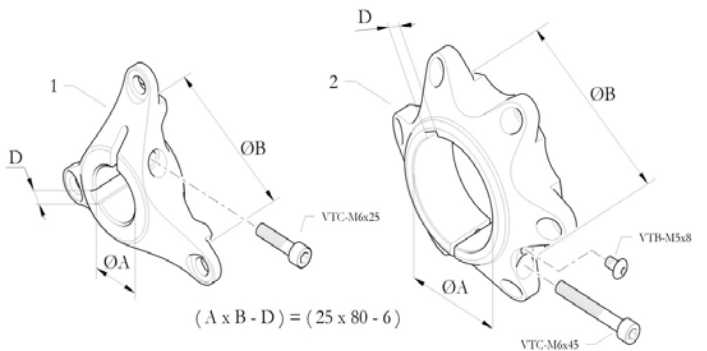 1
D
ØA
ØB
VTC-M6x25
( A x B - D ) = ( 25 x 80 - 6 )
D
2
ØB
ØA
VTB-M5x8
VTC-M6x45